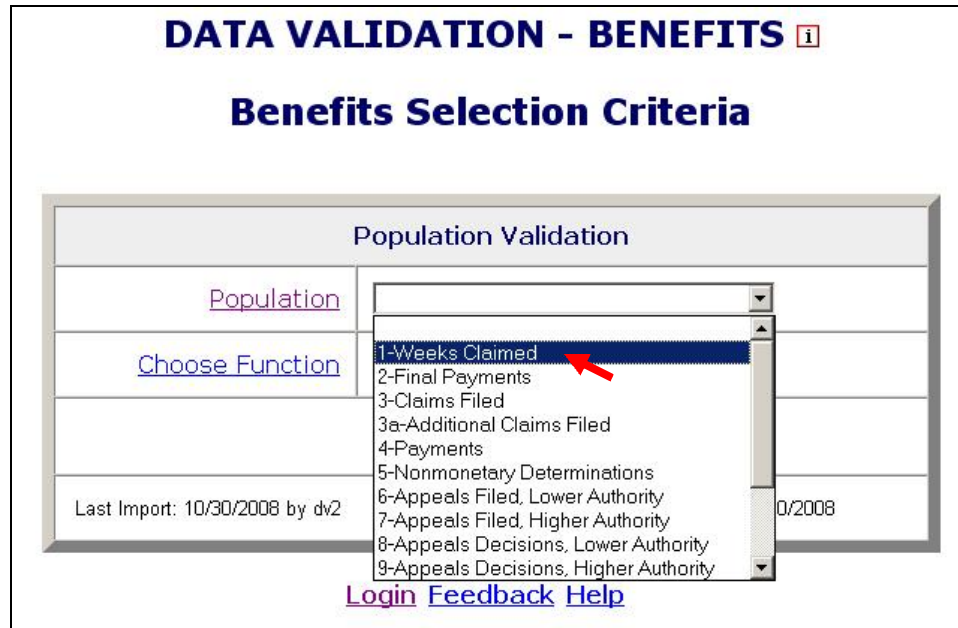 DATA VALIDATION - BENEFITS i
Benefits Selection Criteria
Population Validation
Population
1-Weeks Claimed
Choose Function
2-Final Payments
3-Claims Filed
3a-Additional Claims Filed
4-Payments
5-Nonmonetary Determinations
6-Appeals Filed, Lower Authority
Last Import: 10/30/2008 by dv2
0/2008
7-Appeals Filed, Higher Authority
8-Appeals Decisions, Lower Authority
9-Appeals Decisions, Higher Authority
Login Feedback Help